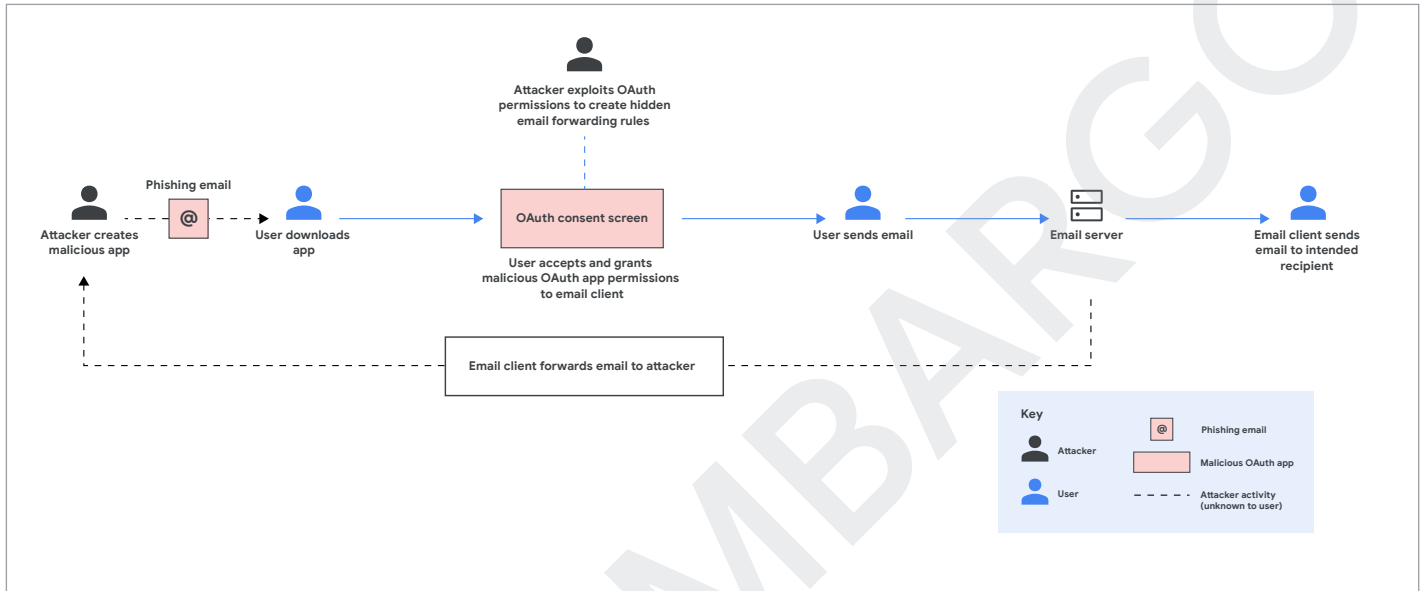 Attacker exploits OAuth
permissions to create hidden
email forwarding rules
Phishing email
@
Attacker creates
malicious app
User downloads
app
OAuth consent screen
User accepts and grants
malicious OAuth app permissions
to email client
User sends email
Email server
Email client sends
email to intended
recipient
Email client forwards email to attacker
Key
Attacker
User
@
Phishing email
Malicious OAuth app
Attacker activity
(unknown to user)
MBARGO